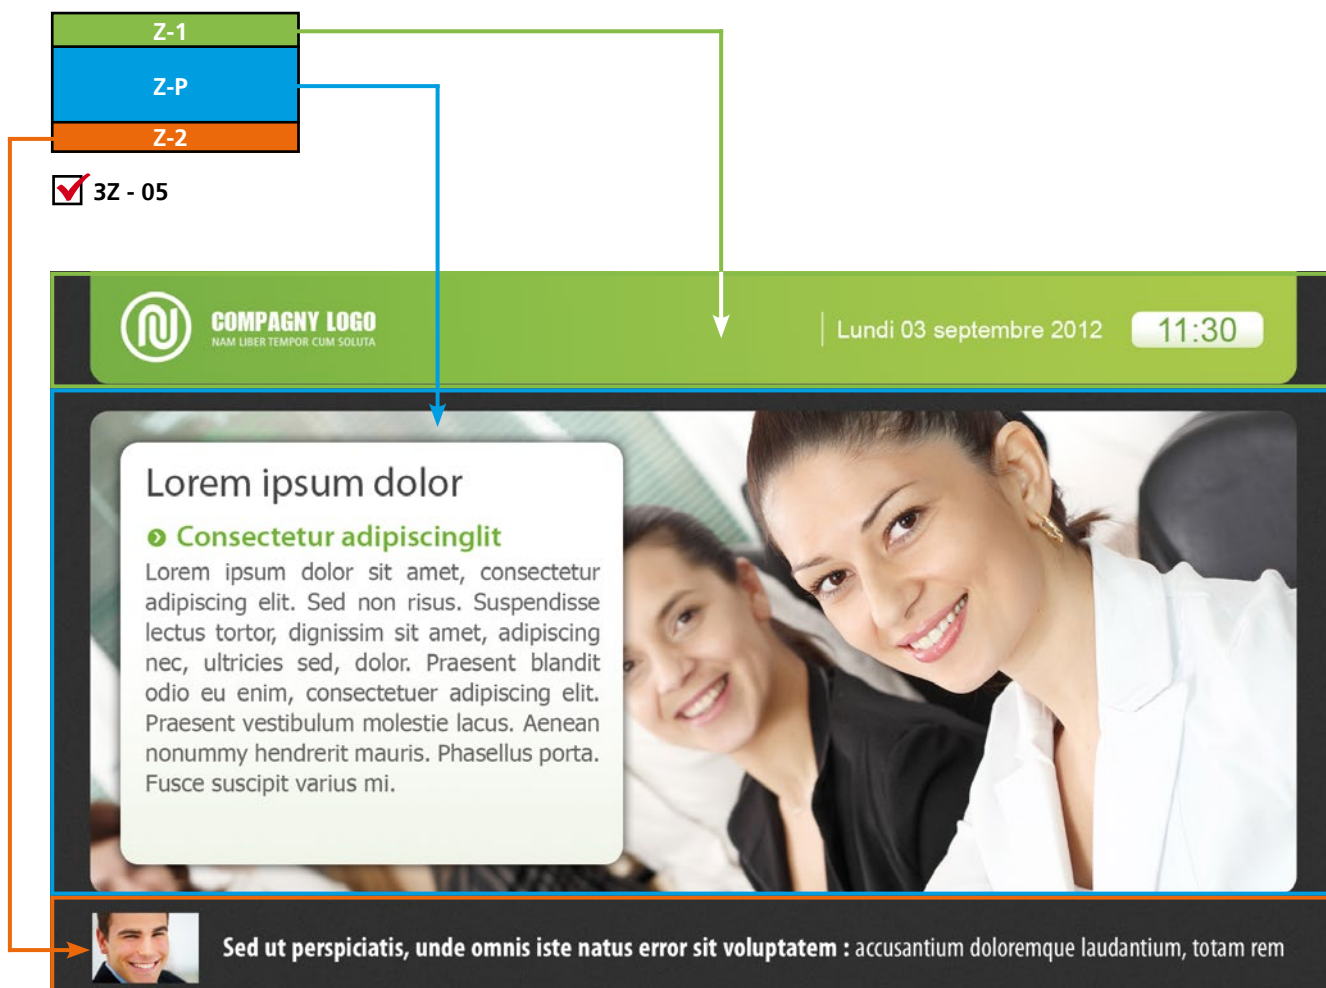 Z-1
Z-P
Z-2
3Z - 05
COMPAGNY LOGO
NAM LIBER TEMPOR CUM SOLUTA
Lundi 03 septembre 2012
11:30
Lorem ipsum dolor
Consectetur adipiscinglit
Lorem ipsum dolor sit amet, consectetur
adipiscing elit. Sed non risus. Suspendisse
lectus tortor, dignissim sit amet, adipiscing
nec, ultricies sed, dolor. Praesent blandit
odio eu enim, consectetuer adipiscing elit.
Praesent vestibulum molestie lacus. Aenean
nonummy hendrerit mauris. Phasellus porta.
Fusce suscipit varius mi.
Sed ut perspiciatis, unde omnis iste natus error sit voluptatem : accusantium doloremque laudantium, totam rem